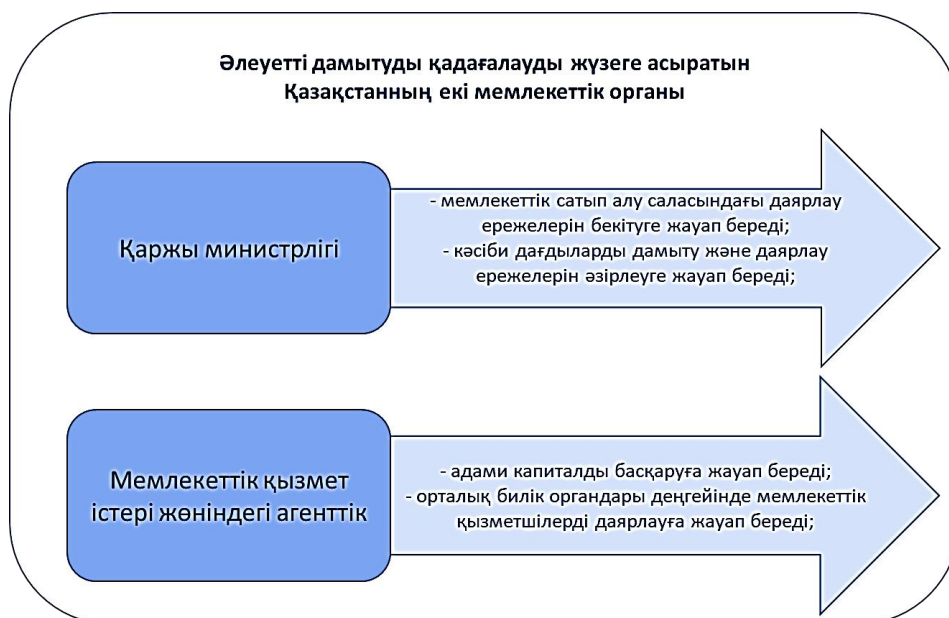 Әлеуетті дамытуды қадағалауды жүзеге асыратын
Қазақстанның екі мемлекеттік органы
Қаржы министрлігі
- мемлекеттік сатып алу саласындағы даярлау
ережелерін бекітуге жауап береді;
- кәсіби дағдыларды дамыту және даярлау
ережелерін әзірлеуге жауап береді;
Мемлекеттік қызмет
істері жөніндегі агенттік
- адами капиталды басқаруға жауап береді;
- орталық билік органдары деңгейінде мемлекеттік
қызметшілерді даярлауға жауап береді;